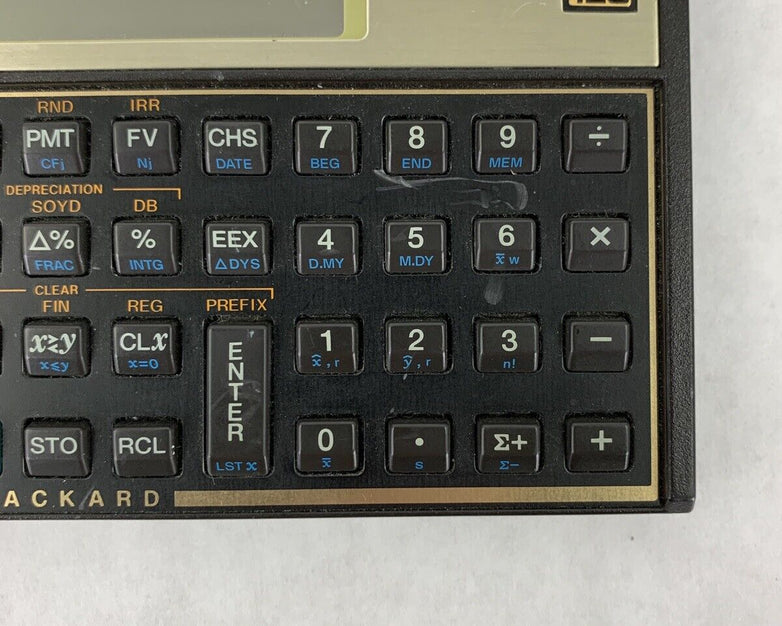 RND IRR
PMT FV CHS 7 8 9 ÷
CFj Nj DATE BEG END MEM
DEPRECIATION
SOYD DB
Δ% % EEX 4 5 6 ×
FRAC INTG ΔDYS D.MY M.DY x̅w
CLEAR
FIN REG PREFIX
x≷y CLx ENTER 1 2 3 −
x≤y x=0 x̂,r ŷ,r n!
STO RCL 0 • Σ+ +
LST x x̅ s Σ−
ACKARD